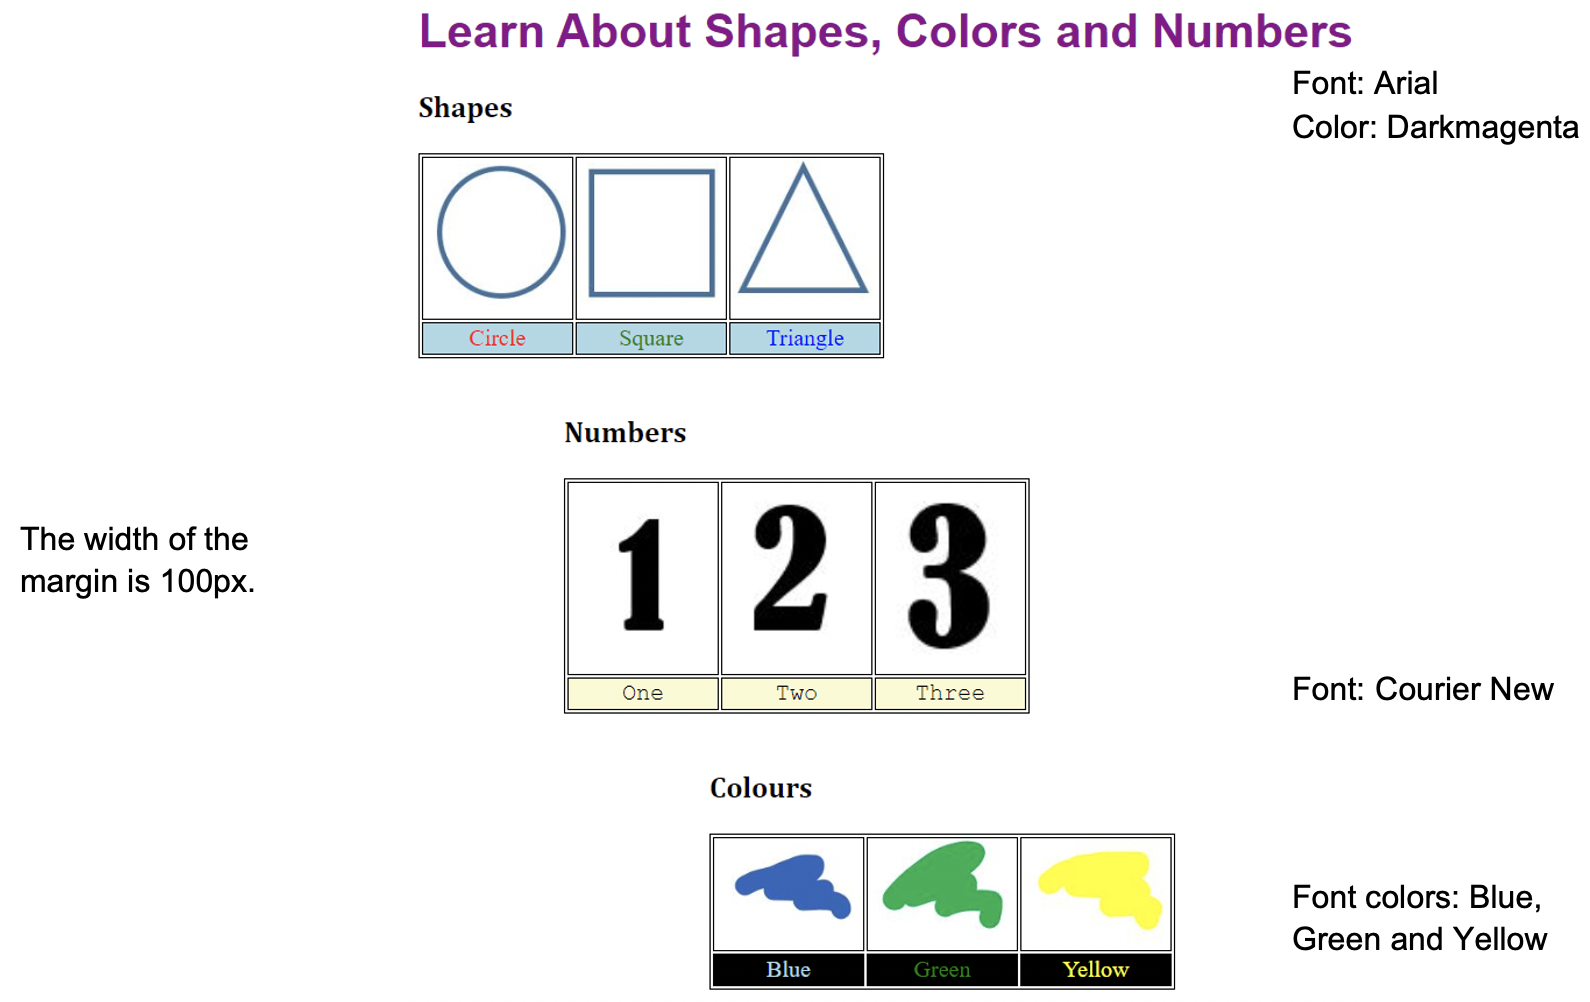 Learn About Shapes, Colors and Numbers
Font: Arial
Color: Darkmagenta
Shapes
Circle Square Triangle
Numbers
The width of the
margin is 100px.
1 2 3
One Two Three
Font: Courier New
Colours
Font colors: Blue,
Green and Yellow
Blue Green Yellow